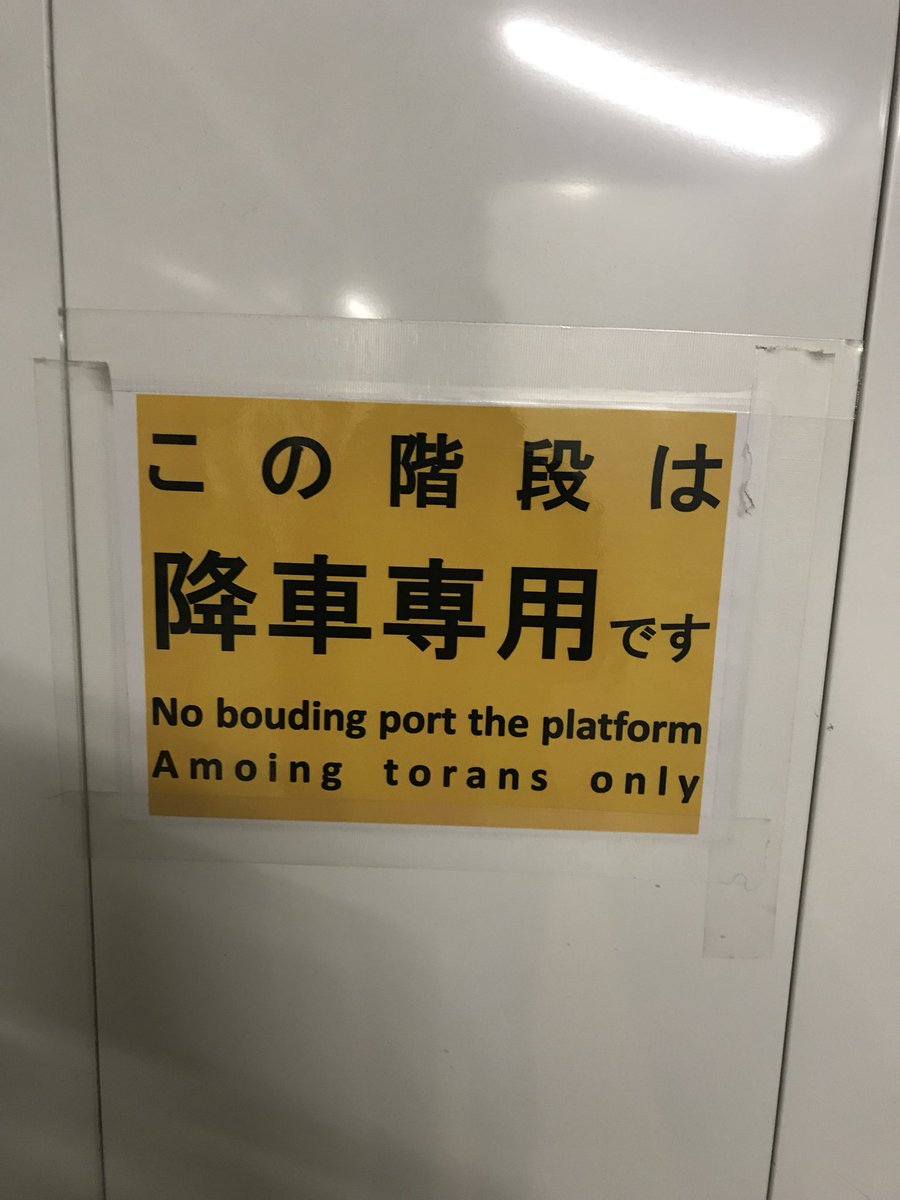 この階段は
降車専用です
No bouding port the platform
Amoing torans only